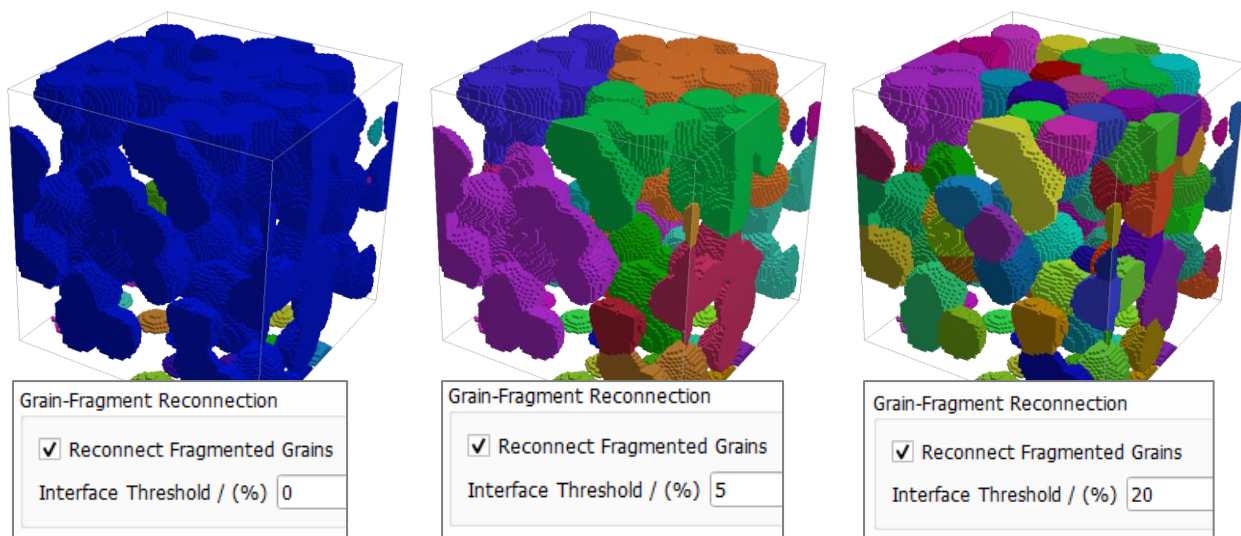 Grain-Fragment Reconnection
Reconnect Fragmented Grains
Interface Threshold / (%) 0
Grain-Fragment Reconnection
Reconnect Fragmented Grains
Interface Threshold / (%) 5
Grain-Fragment Reconnection
Reconnect Fragmented Grains
Interface Threshold / (%) 20